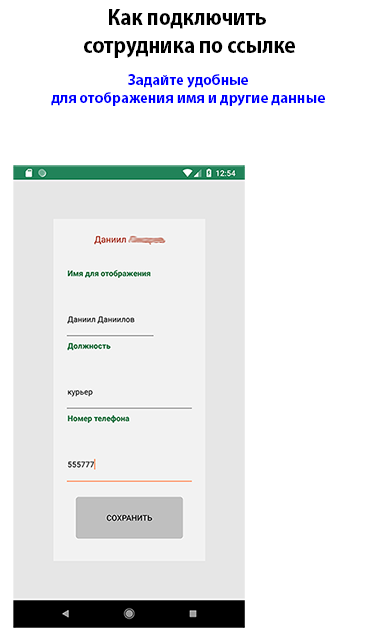 Как подключить
сотрудника по ссылке
Задайте удобные
для отображения имя и другие данные
12:54
Даниил
Имя для отображения
Даниил Даниилов
Должность
курьер
Номер телефона
555777
СОХРАНИТЬ